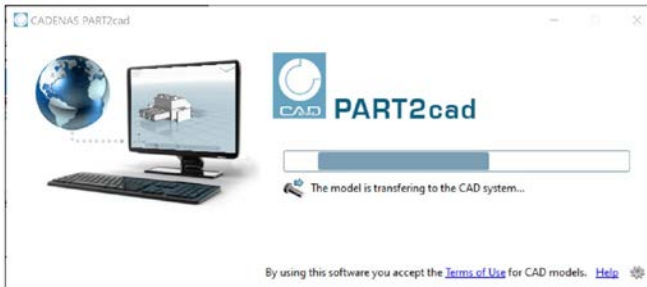 CADENAS PART2cad
CAD
PART2cad
The model is transfering to the CAD system...
By using this software you accept the Terms of Use for CAD models. Help